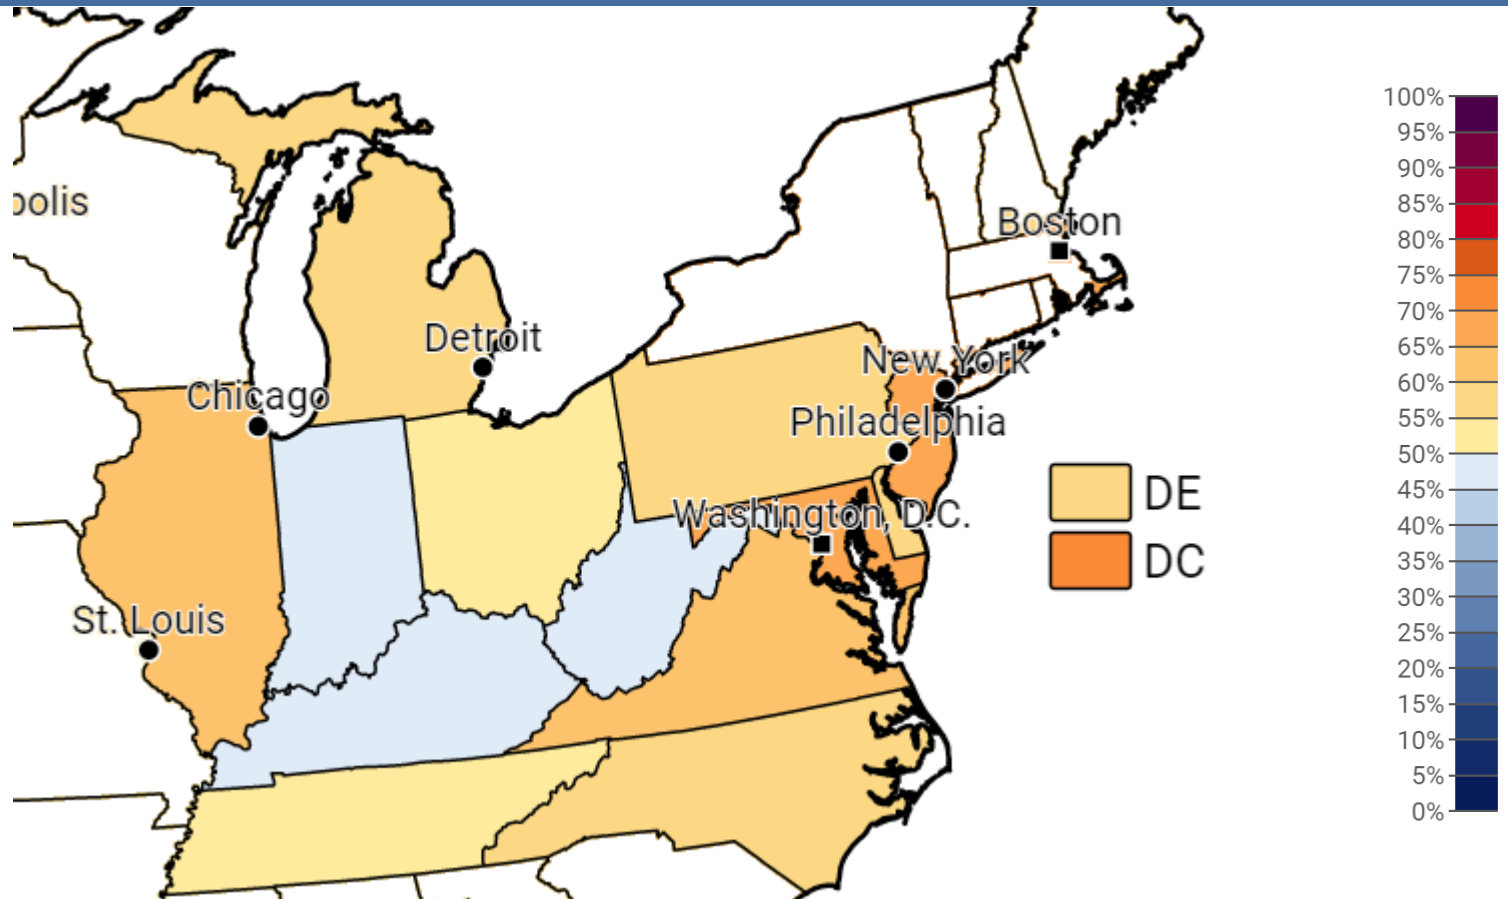 polis
Boston
Detroit
New York
Chicago
Philadelphia
Washington, D.C.
St. Louis
DE
DC
100%
95%
90%
85%
80%
75%
70%
65%
60%
55%
50%
45%
40%
35%
30%
25%
20%
15%
10%
5%
0%